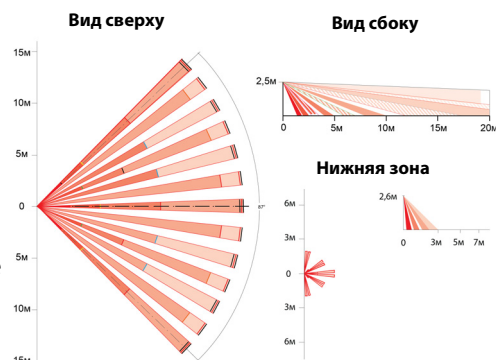 Вид сверху
15м
10м
5м
0
5м
10м
15м
67°
Вид сбоку
2,5м
0
5м
10м
15м
20м
Нижняя зона
6м
3м
0
3м
6м
2,6м
0
3м
5м
7м